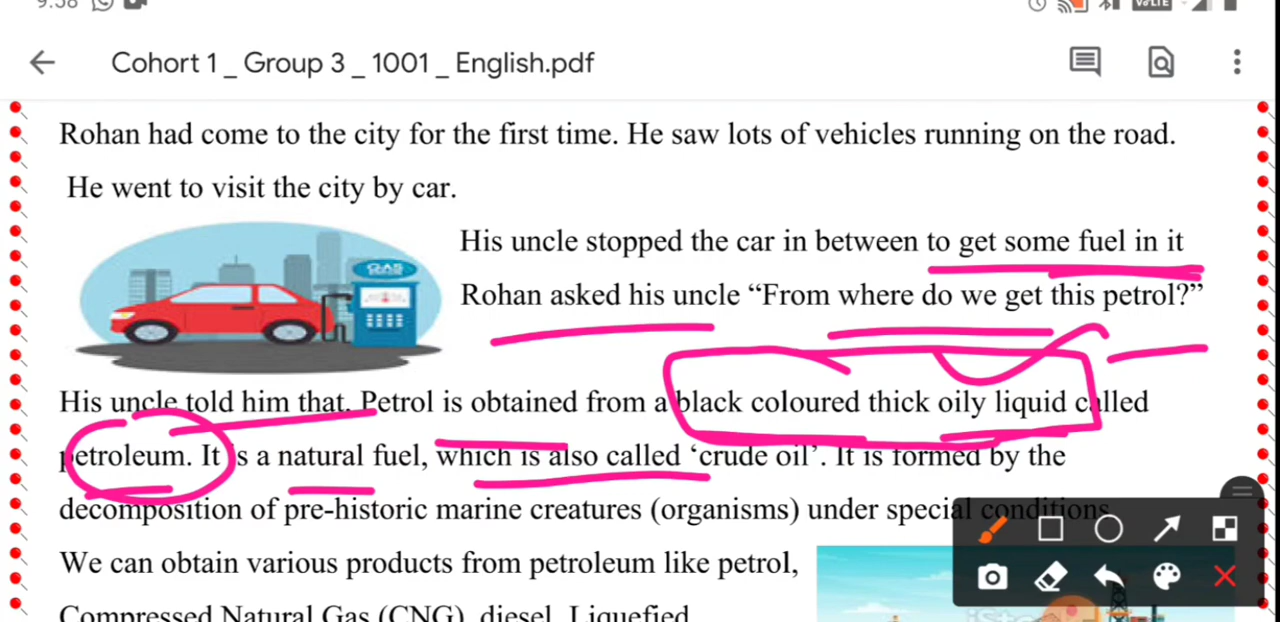 9:38
Cohort 1 _ Group 3 _ 1001 _ English.pdf
Rohan had come to the city for the first time. He saw lots of vehicles running on the road.
He went to visit the city by car.
His uncle stopped the car in between to get some fuel in it
GAS
Rohan asked his uncle “From where do we get this petrol?”
His uncle told him that. Petrol is obtained from a black coloured thick oily liquid called
petroleum. It is a natural fuel, which is also called ‘crude oil’. It is formed by the
decomposition of pre-historic marine creatures (organisms) under special conditions
We can obtain various products from petroleum like petrol,
Compressed Natural Gas (CNG), diesel, Liquefied
iStock